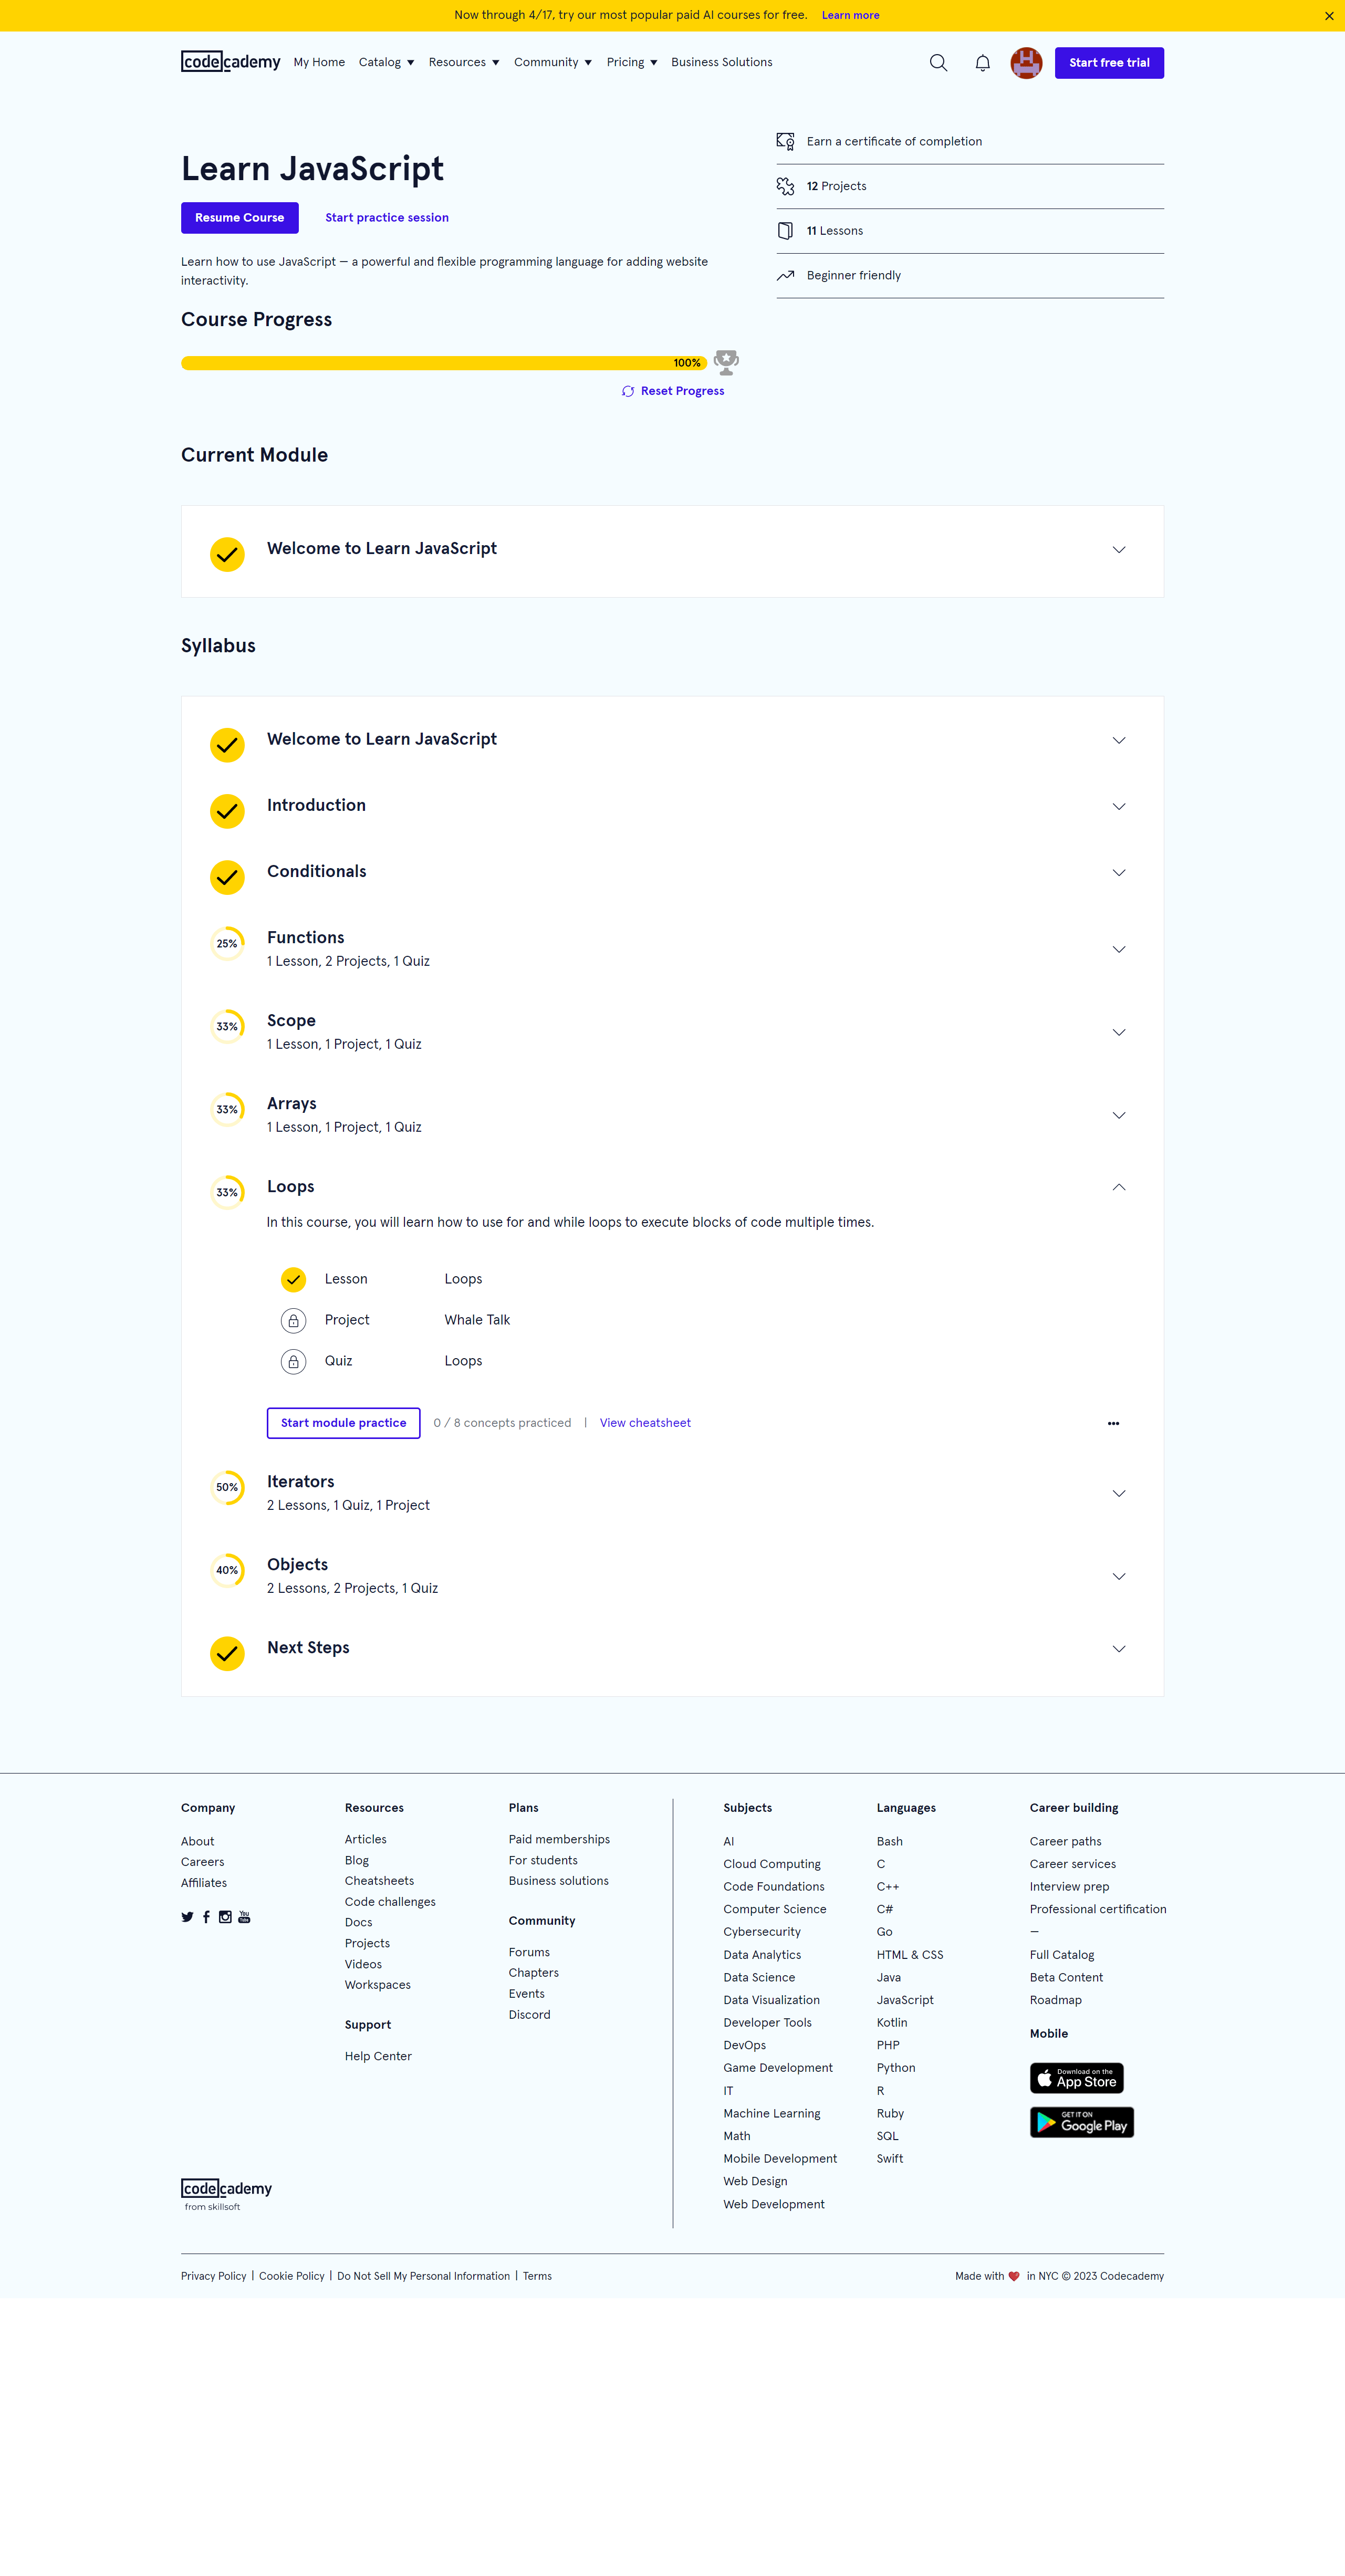 Now through 4/17, try our most popular paid AI courses for free. Learn more
codecademy My Home Catalog Resources Community Pricing Business Solutions Start free trial
Learn JavaScript
Resume Course Start practice session
Learn how to use JavaScript — a powerful and flexible programming language for adding website
interactivity.
Earn a certificate of completion
12 Projects
11 Lessons
Beginner friendly
Course Progress
100%
Reset Progress
Current Module
Welcome to Learn JavaScript
Syllabus
Welcome to Learn JavaScript
Introduction
Conditionals
25% Functions
1 Lesson, 2 Projects, 1 Quiz
33% Scope
1 Lesson, 1 Project, 1 Quiz
33% Arrays
1 Lesson, 1 Project, 1 Quiz
33% Loops
In this course, you will learn how to use for and while loops to execute blocks of code multiple times.
Lesson Loops
Project Whale Talk
Quiz Loops
Start module practice 0 / 8 concepts practiced | View cheatsheet
50% Iterators
2 Lessons, 1 Quiz, 1 Project
40% Objects
2 Lessons, 2 Projects, 1 Quiz
Next Steps
Company
About
Careers
Affiliates
You
Tube
Resources
Articles
Blog
Cheatsheets
Code challenges
Docs
Projects
Videos
Workspaces
Support
Help Center
Plans
Paid memberships
For students
Business solutions
Community
Forums
Chapters
Events
Discord
codecademy
from skillsoft
Subjects
AI
Cloud Computing
Code Foundations
Computer Science
Cybersecurity
Data Analytics
Data Science
Data Visualization
Developer Tools
DevOps
Game Development
IT
Machine Learning
Math
Mobile Development
Web Design
Web Development
Languages
Bash
C
C++
C#
Go
HTML & CSS
Java
JavaScript
Kotlin
PHP
Python
R
Ruby
SQL
Swift
Career building
Career paths
Career services
Interview prep
Professional certification
—
Full Catalog
Beta Content
Roadmap
Mobile
Download on the
App Store
GET IT ON
Google Play
Privacy Policy | Cookie Policy | Do Not Sell My Personal Information | Terms
Made with ❤️ in NYC © 2023 Codecademy